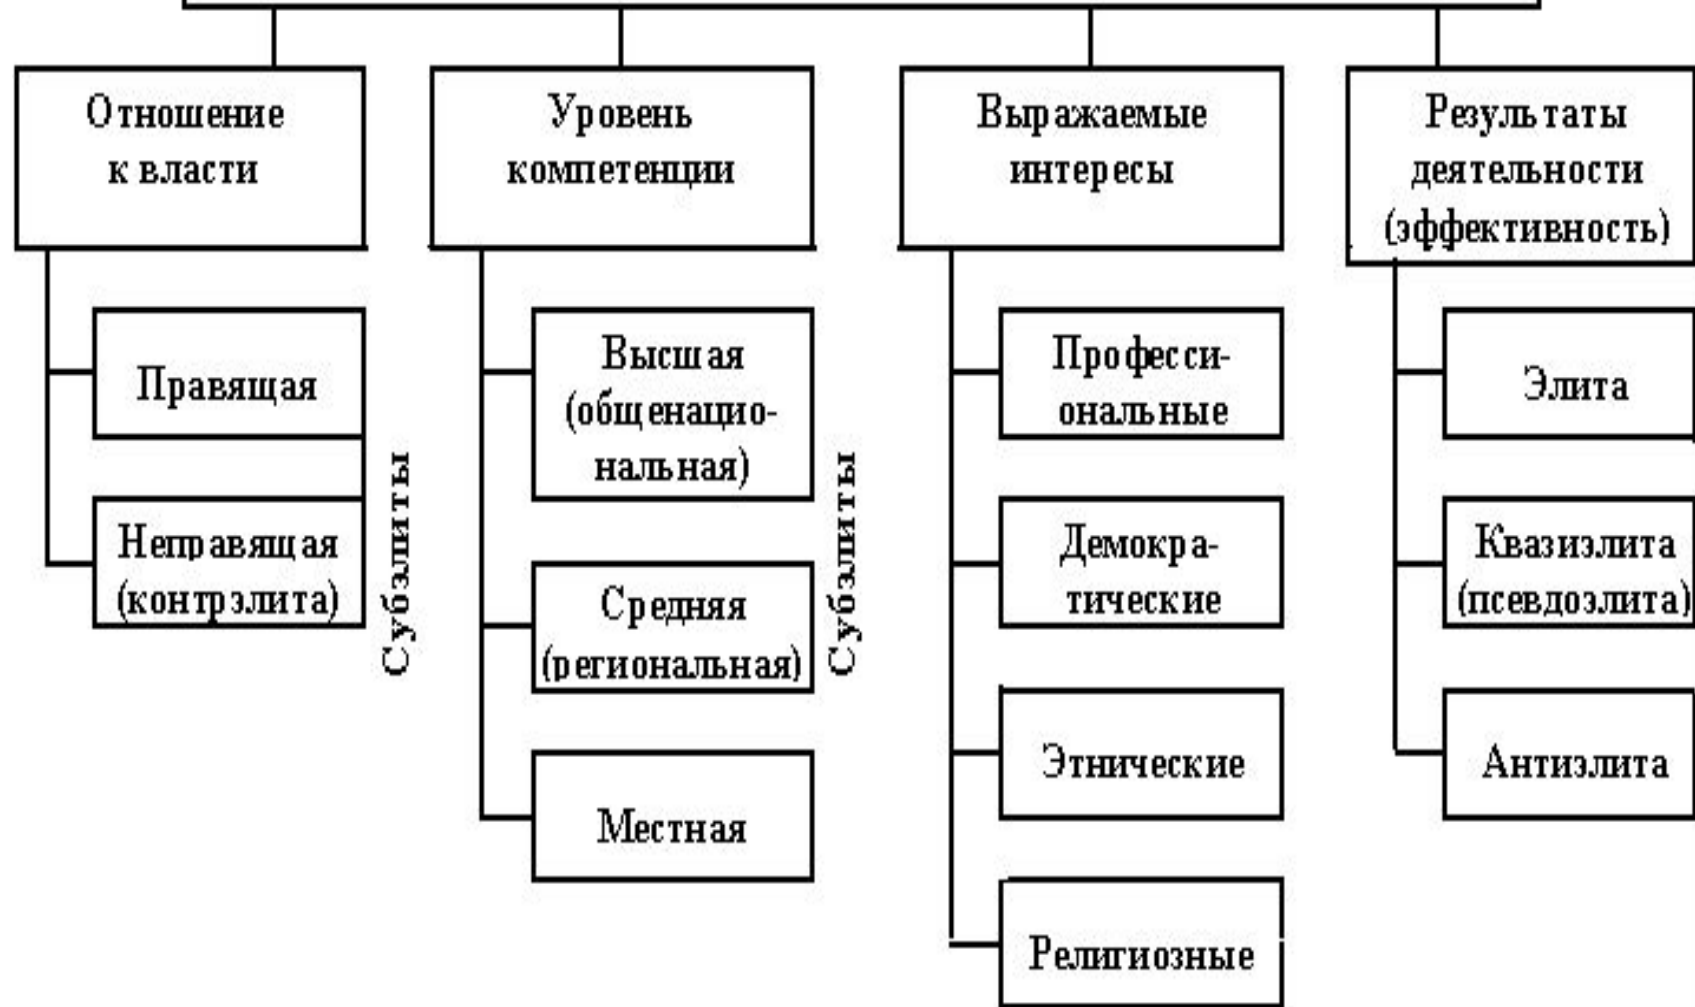 Отношение
к власти
Правящая
Неправящая
(контрэлита)
Субэлиты
Уровень
компетенции
Высшая
(общенацио-
нальная)
Средняя
(региональная)
Местная
Субэлиты
Выражаемые
интересы
Професси-
ональные
Демокра-
тические
Этнические
Религиозные
Результаты
деятельности
(эффективность)
Элита
Квазиэлита
(псевдоэлита)
Антиэлита